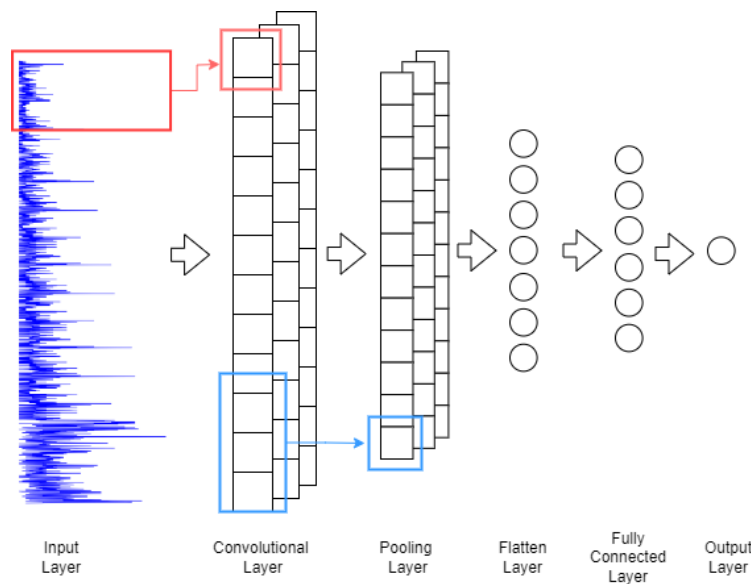 Input
Layer
Convolutional
Layer
Pooling
Layer
Flatten
Layer
Fully
Connected
Layer
Output
Layer